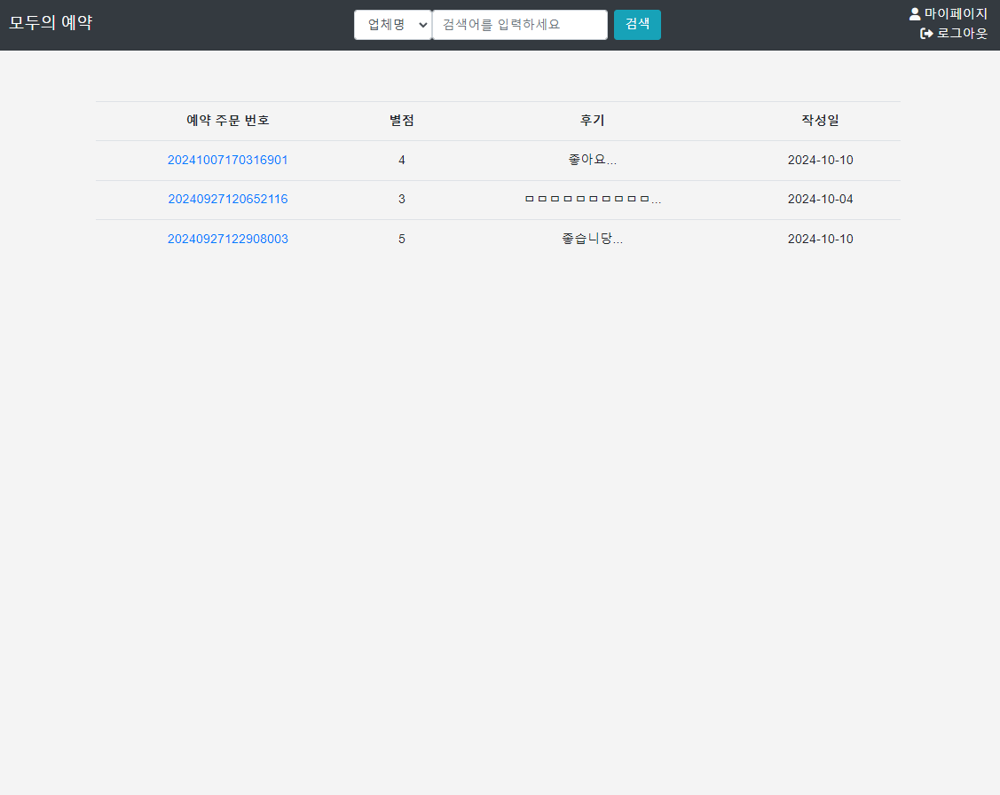 모두의 예약
업체명 검색어를 입력하세요 검색
마이페이지
로그아웃
예약 주문 번호 별점 후기 작성일
20241007170316901 4 좋아요... 2024-10-10
20240927120652116 3 ㅁㅁㅁㅁㅁㅁㅁㅁㅁㅁ... 2024-10-04
20240927122908003 5 좋습니당... 2024-10-10